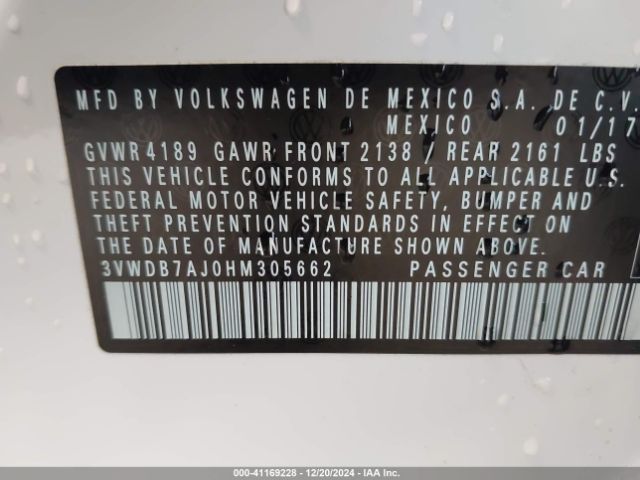 MFD BY VOLKSWAGEN DE MEXICO S.A. DE C.V.
MEXICO 01/17
GVWR 4189 GAWR FRONT 2138 / REAR 2161 LBS
THIS VEHICLE CONFORMS TO ALL APPLICABLE U.S.
FEDERAL MOTOR VEHICLE SAFETY, BUMPER AND
THEFT PREVENTION STANDARDS IN EFFECT ON
THE DATE OF MANUFACTURE SHOWN ABOVE.
3VWDB7AJ0HM305662 PASSENGER CAR
000-41169228 - 12/20/2024 - IAA Inc.